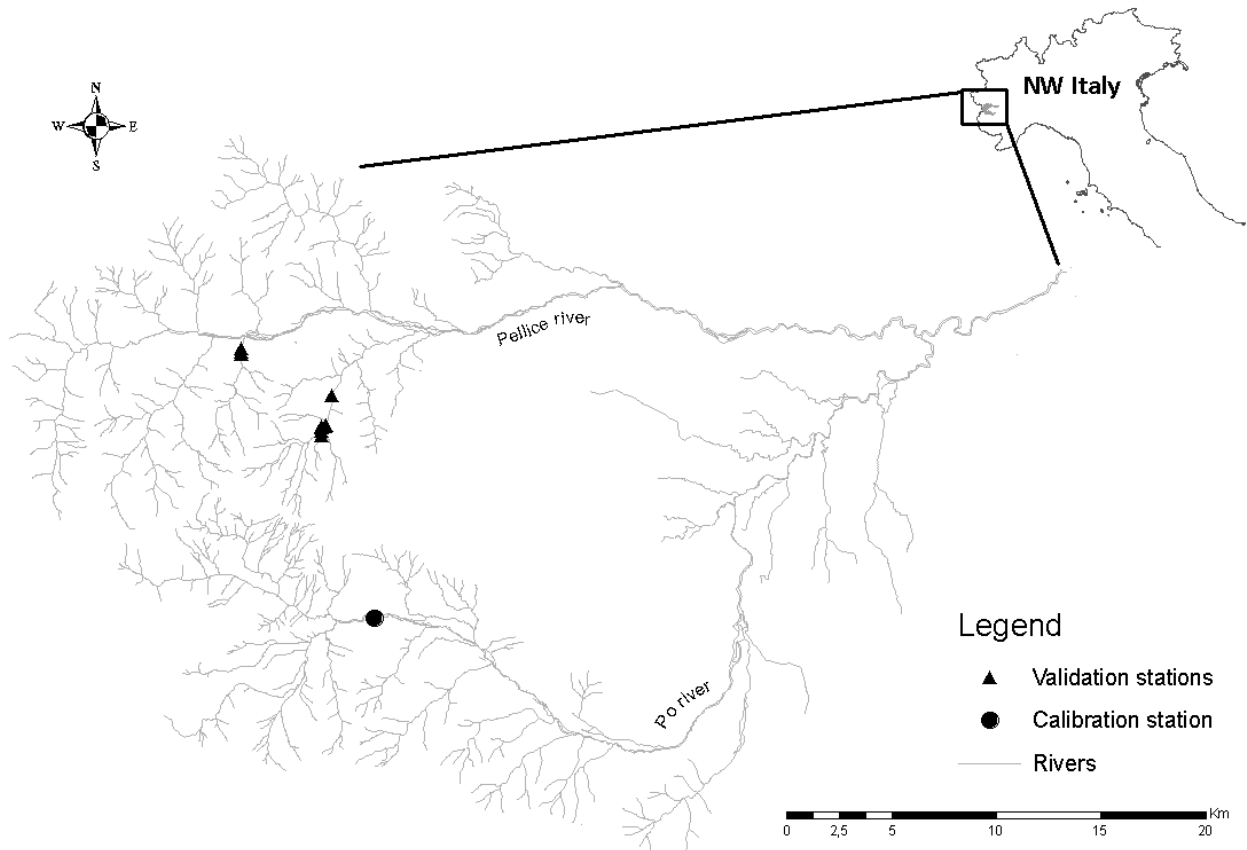 NW Italy
N
W
E
S
Pellice river
Po river
Legend
Validation stations
Calibration station
Rivers
Km
0 2,5 5 10 15 20